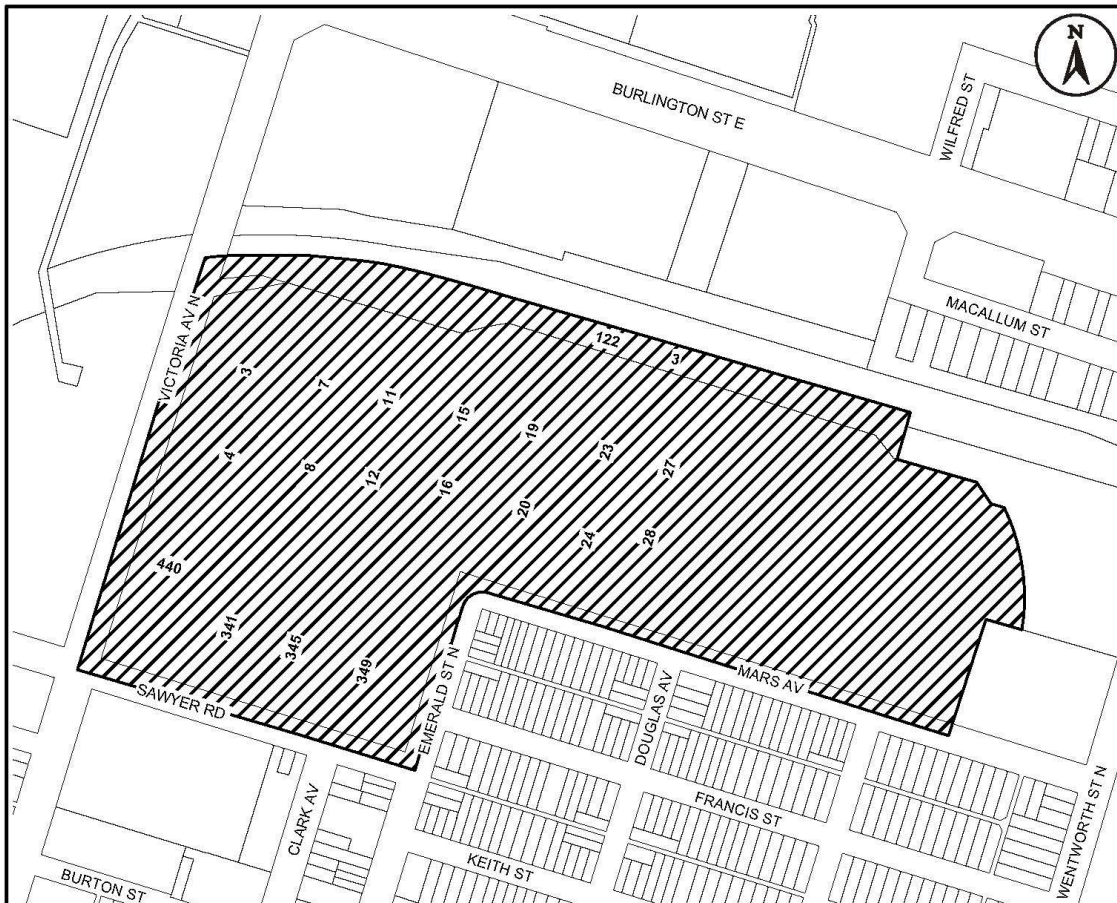 N
BURLINGTON ST E
WILFRED ST
MACALLUM ST
VICTORIA AV N
122
3
3
7
11
15
19
23
27
4
8
12
16
20
24
28
440
341
345
349
SAWYER RD
EMERALD ST N
MARS AV
DOUGLAS AV
CLARK AV
FRANCIS ST
KEITH ST
BURTON ST
WENTWORTH ST N